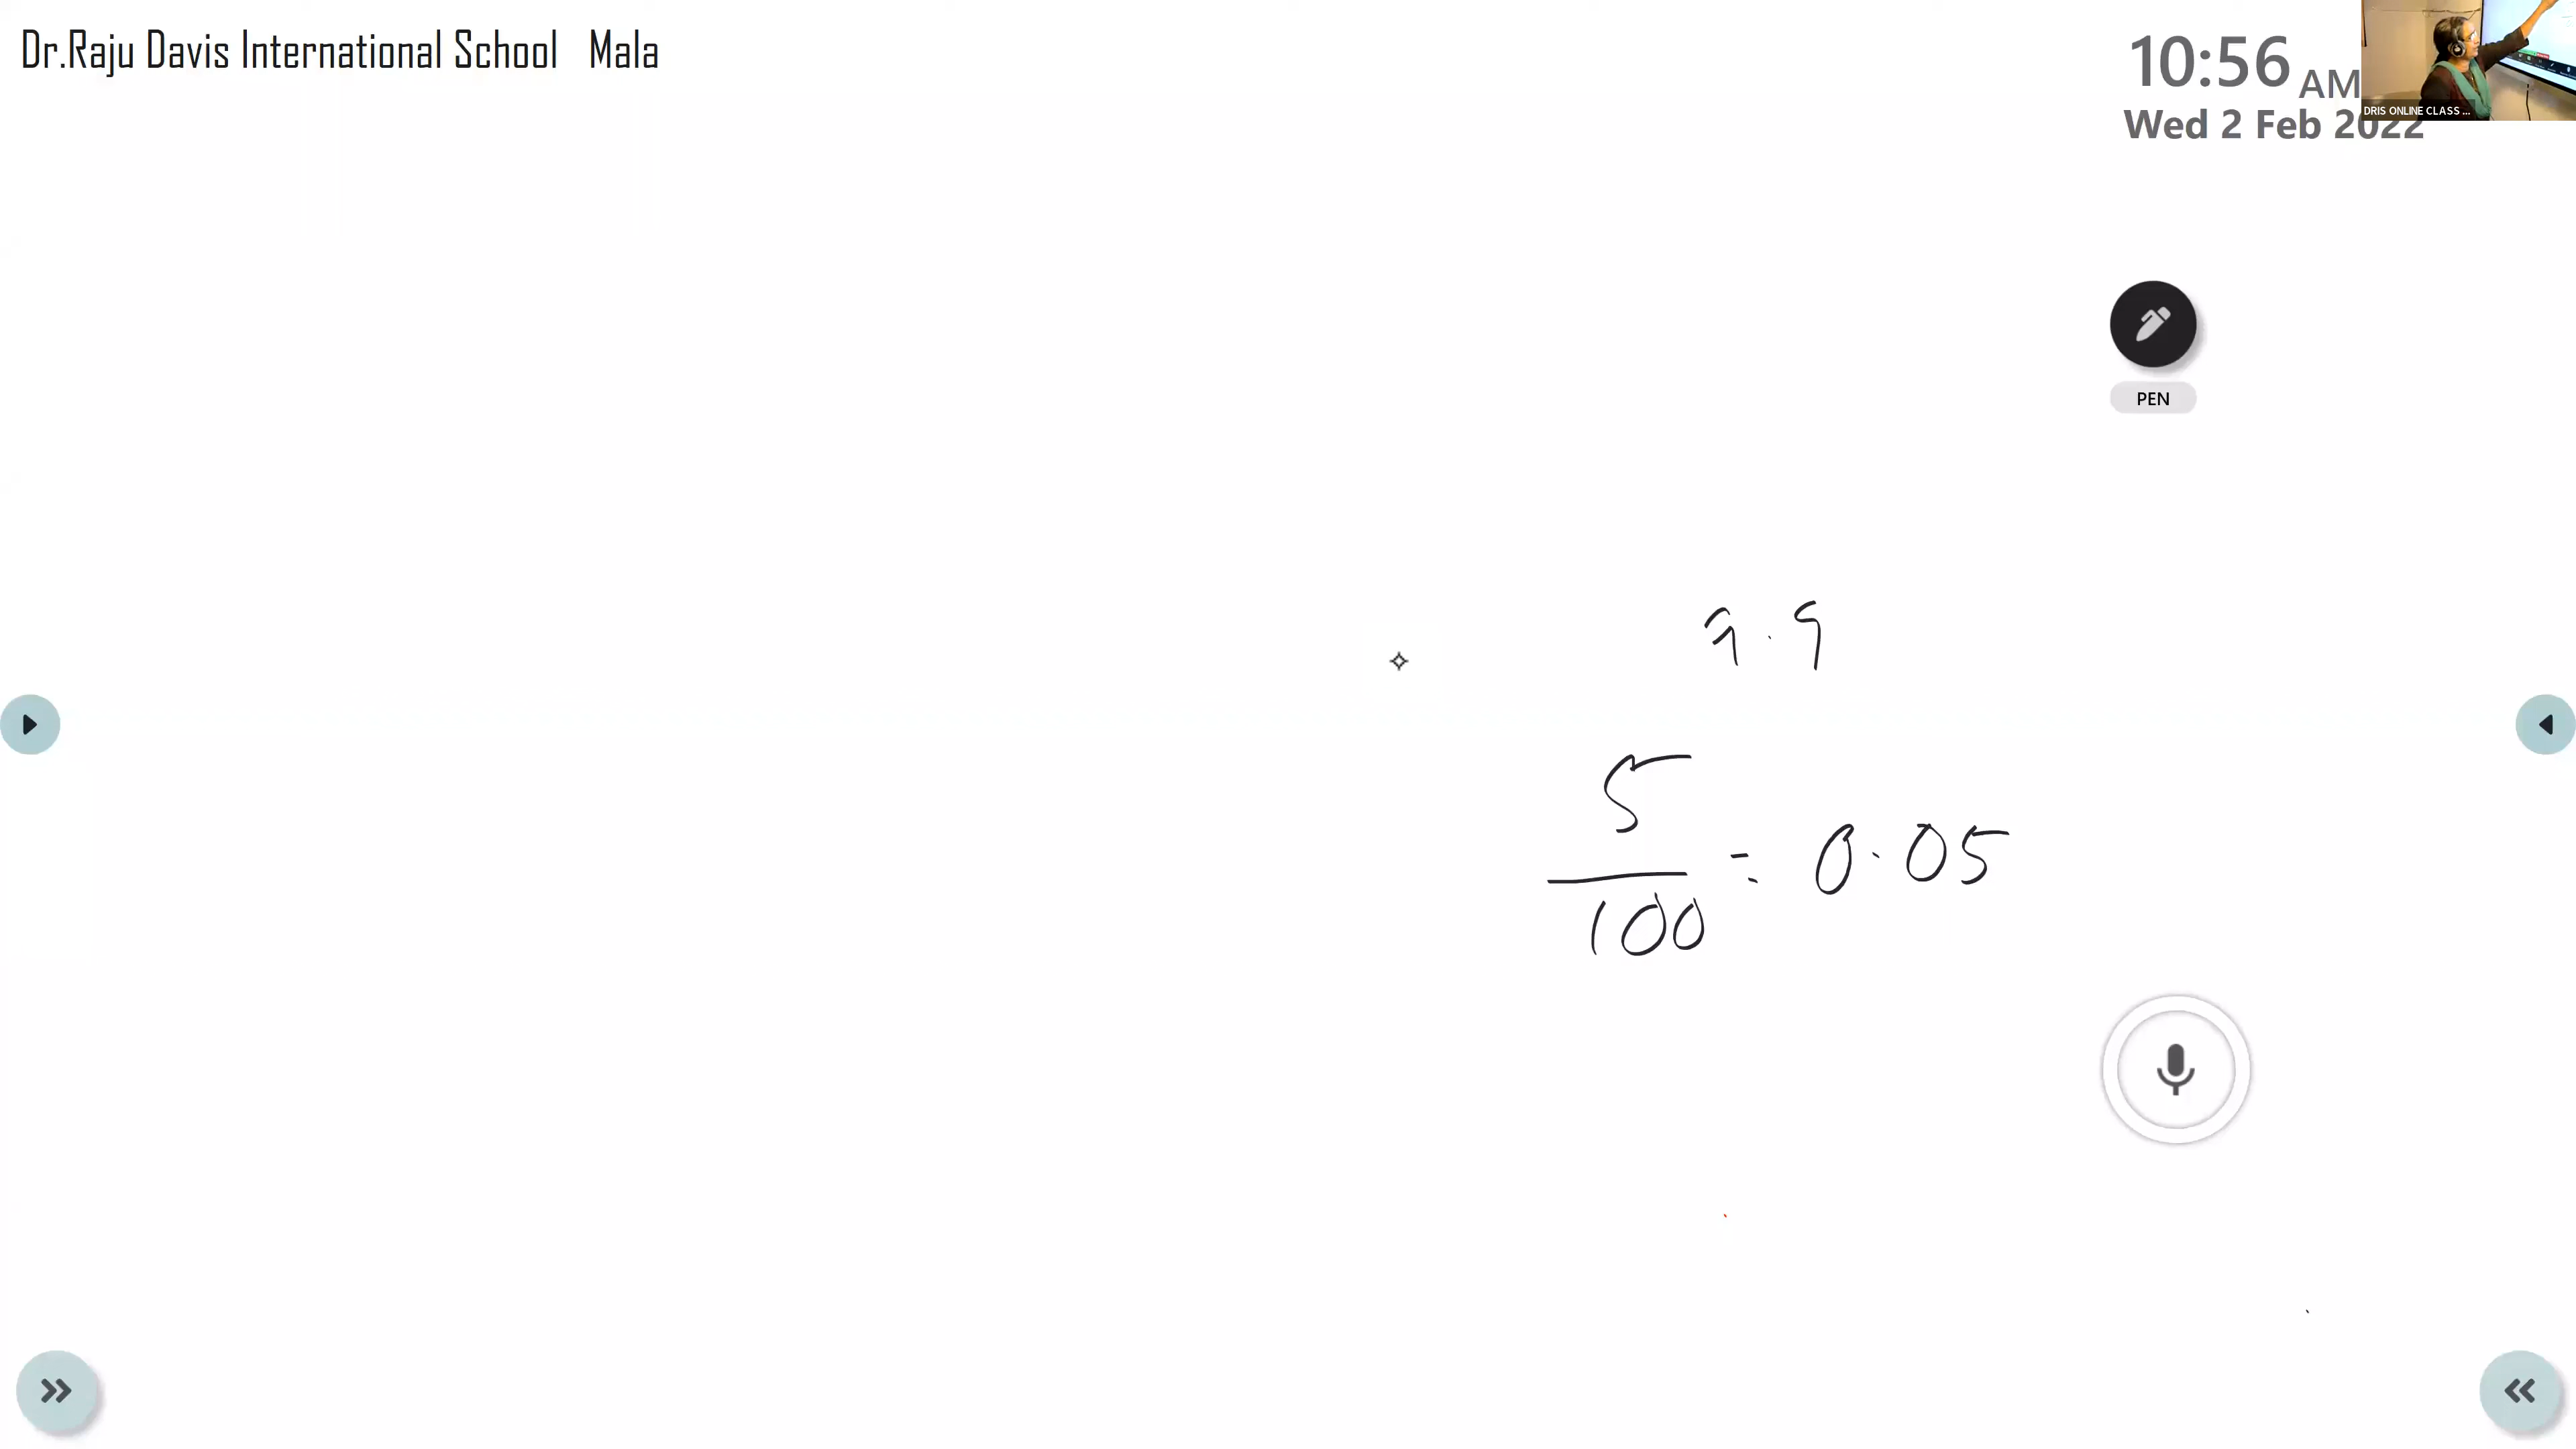 Dr.Raju Davis International School Mala
10:56 AM
Wed 2 Feb 2022
DRIS ONLINE CLASS ...
PEN
9.9
5
100
= 0.05